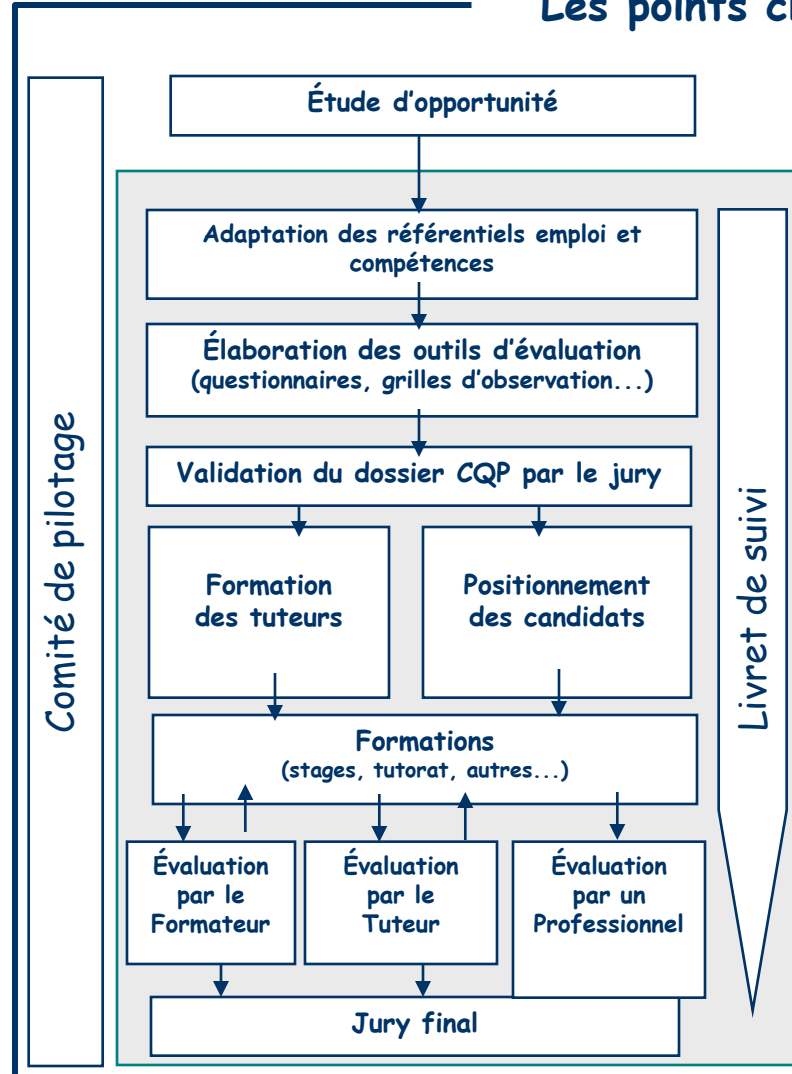 Les points
Étude d'opportunité
Adaptation des référentiels emploi et
compétences
Élaboration des outils d'évaluation
(questionnaires, grilles d'observation...)
Validation du dossier CQP par le jury
Formation
des tuteurs
Positionnement
des candidats
Formations
(stages, tutorat, autres...)
Évaluation
par le
Formateur
Évaluation
par le
Tuteur
Évaluation
par un
Professionnel
Jury final
Comité de pilotage
Livret de suivi